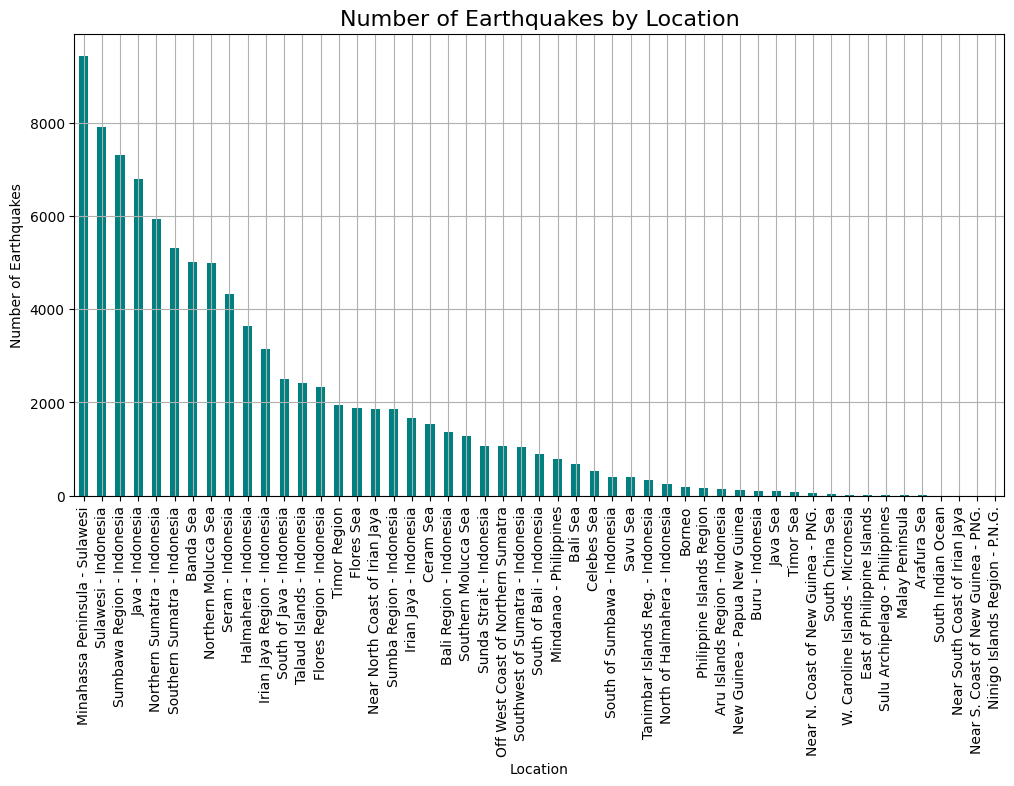 Number of Earthquakes by Location
Number of Earthquakes
8000
6000
4000
2000
0
Minahassa Peninsula - Sulawesi
Sulawesi - Indonesia
Sumbawa Region - Indonesia
Java - Indonesia
Northern Sumatra - Indonesia
Southern Sumatra - Indonesia
Banda Sea
Northern Molucca Sea
Seram - Indonesia
Halmahera - Indonesia
Irian Jaya Region - Indonesia
South of Java - Indonesia
Talaud Islands - Indonesia
Flores Region - Indonesia
Timor Region
Flores Sea
Near North Coast of Irian Jaya
Sumba Region - Indonesia
Irian Jaya - Indonesia
Ceram Sea
Bali Region - Indonesia
Southern Molucca Sea
Sunda Strait - Indonesia
Off West Coast of Northern Sumatra
Southwest of Sumatra - Indonesia
South of Bali - Indonesia
Mindanao - Philippines
Bali Sea
Celebes Sea
South of Sumbawa - Indonesia
Savu Sea
Tanimbar Islands Reg. - Indonesia
North of Halmahera - Indonesia
Borneo
Philippine Islands Region
Aru Islands Region - Indonesia
New Guinea - Papua New Guinea
Buru - Indonesia
Java Sea
Timor Sea
Near N. Coast of New Guinea - PNG.
South China Sea
W. Caroline Islands - Micronesia
East of Philippine Islands
Sulu Archipelago - Philippines
Malay Peninsula
Arafura Sea
South Indian Ocean
Near South Coast of Irian Jaya
Near S. Coast of New Guinea - PNG.
Ninigo Islands Region - P.N.G.
Location